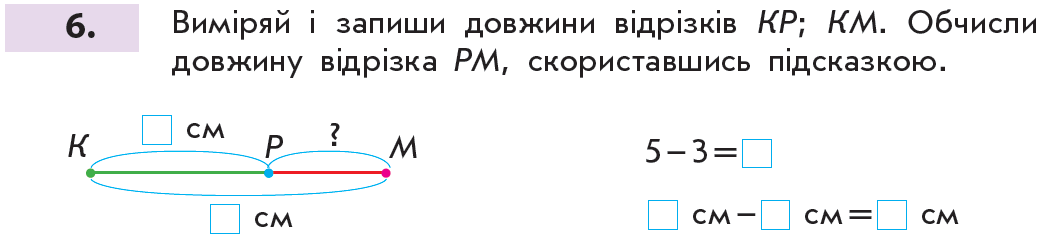 6. Виміряй і запиши довжини відрізків КР; КМ. Обчисли
довжину відрізка РМ, скориставшись підсказкою.
□ см
?
К Р М
□ см
5 – 3 = □
□ см – □ см = □ см